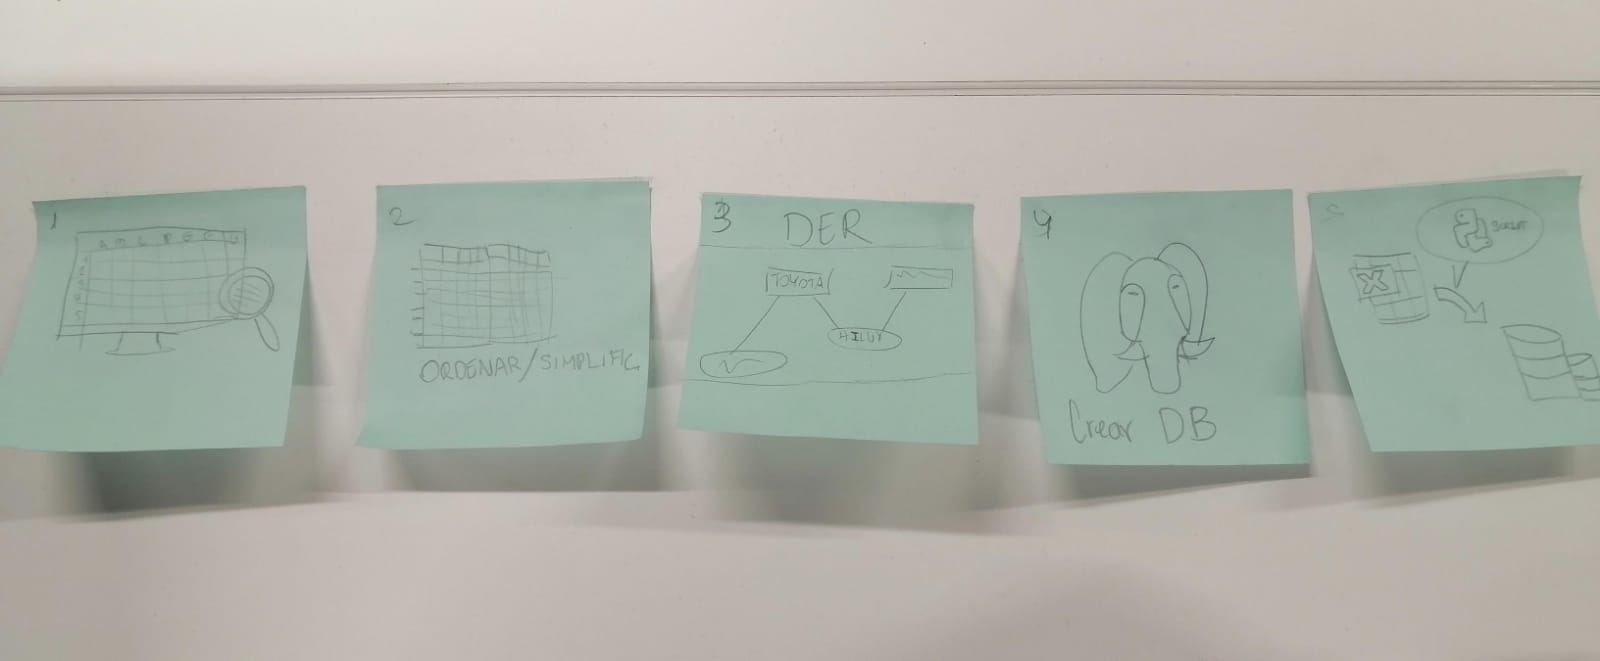 1
2
ORDENAR/SIMPLIFIC
3 DER
TOYOTA
HILUX
4
Crear DB
5
SCRIPT
X